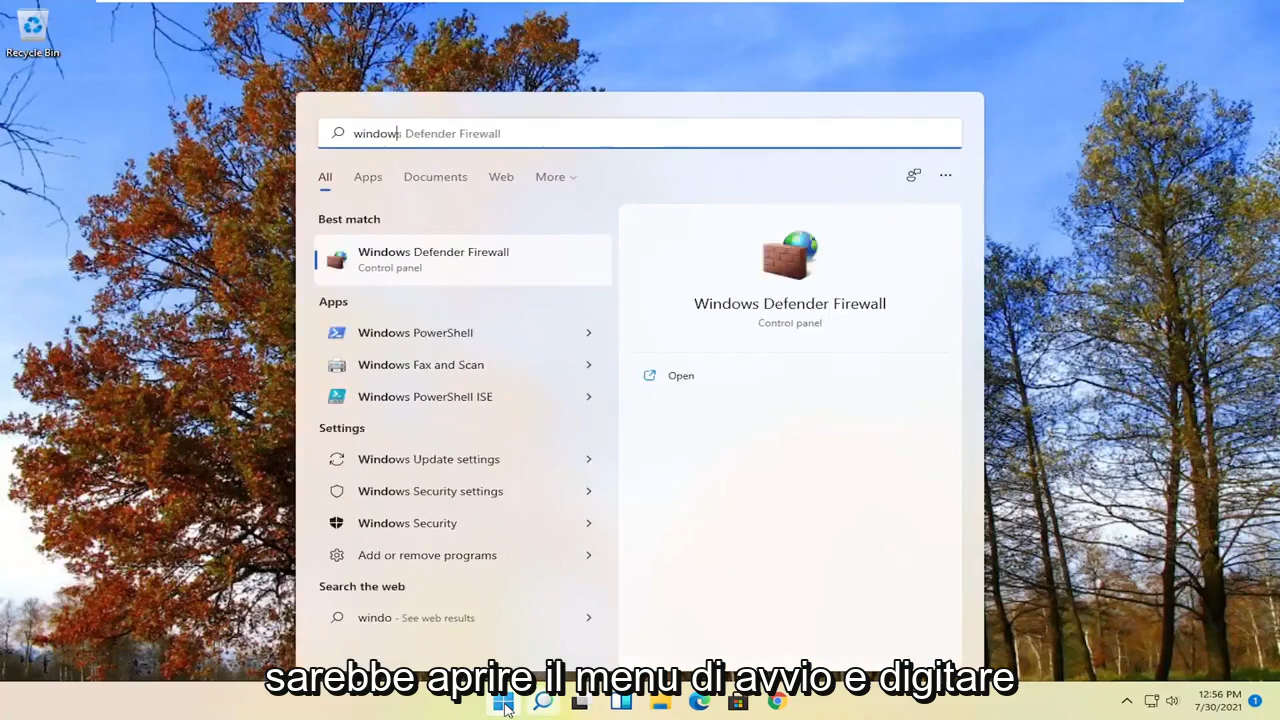 Recycle Bin
windows Defender Firewall
All Apps Documents Web More
Best match
Windows Defender Firewall
Control panel
Apps
Windows PowerShell
Windows Fax and Scan
Windows PowerShell ISE
Settings
Windows Update settings
Windows Security settings
Windows Security
Add or remove programs
Search the web
windo - See web results
Windows Defender Firewall
Control panel
Open
sarebbe aprire il menu di avvio e digitare
12:56 PM
7/30/2021
1